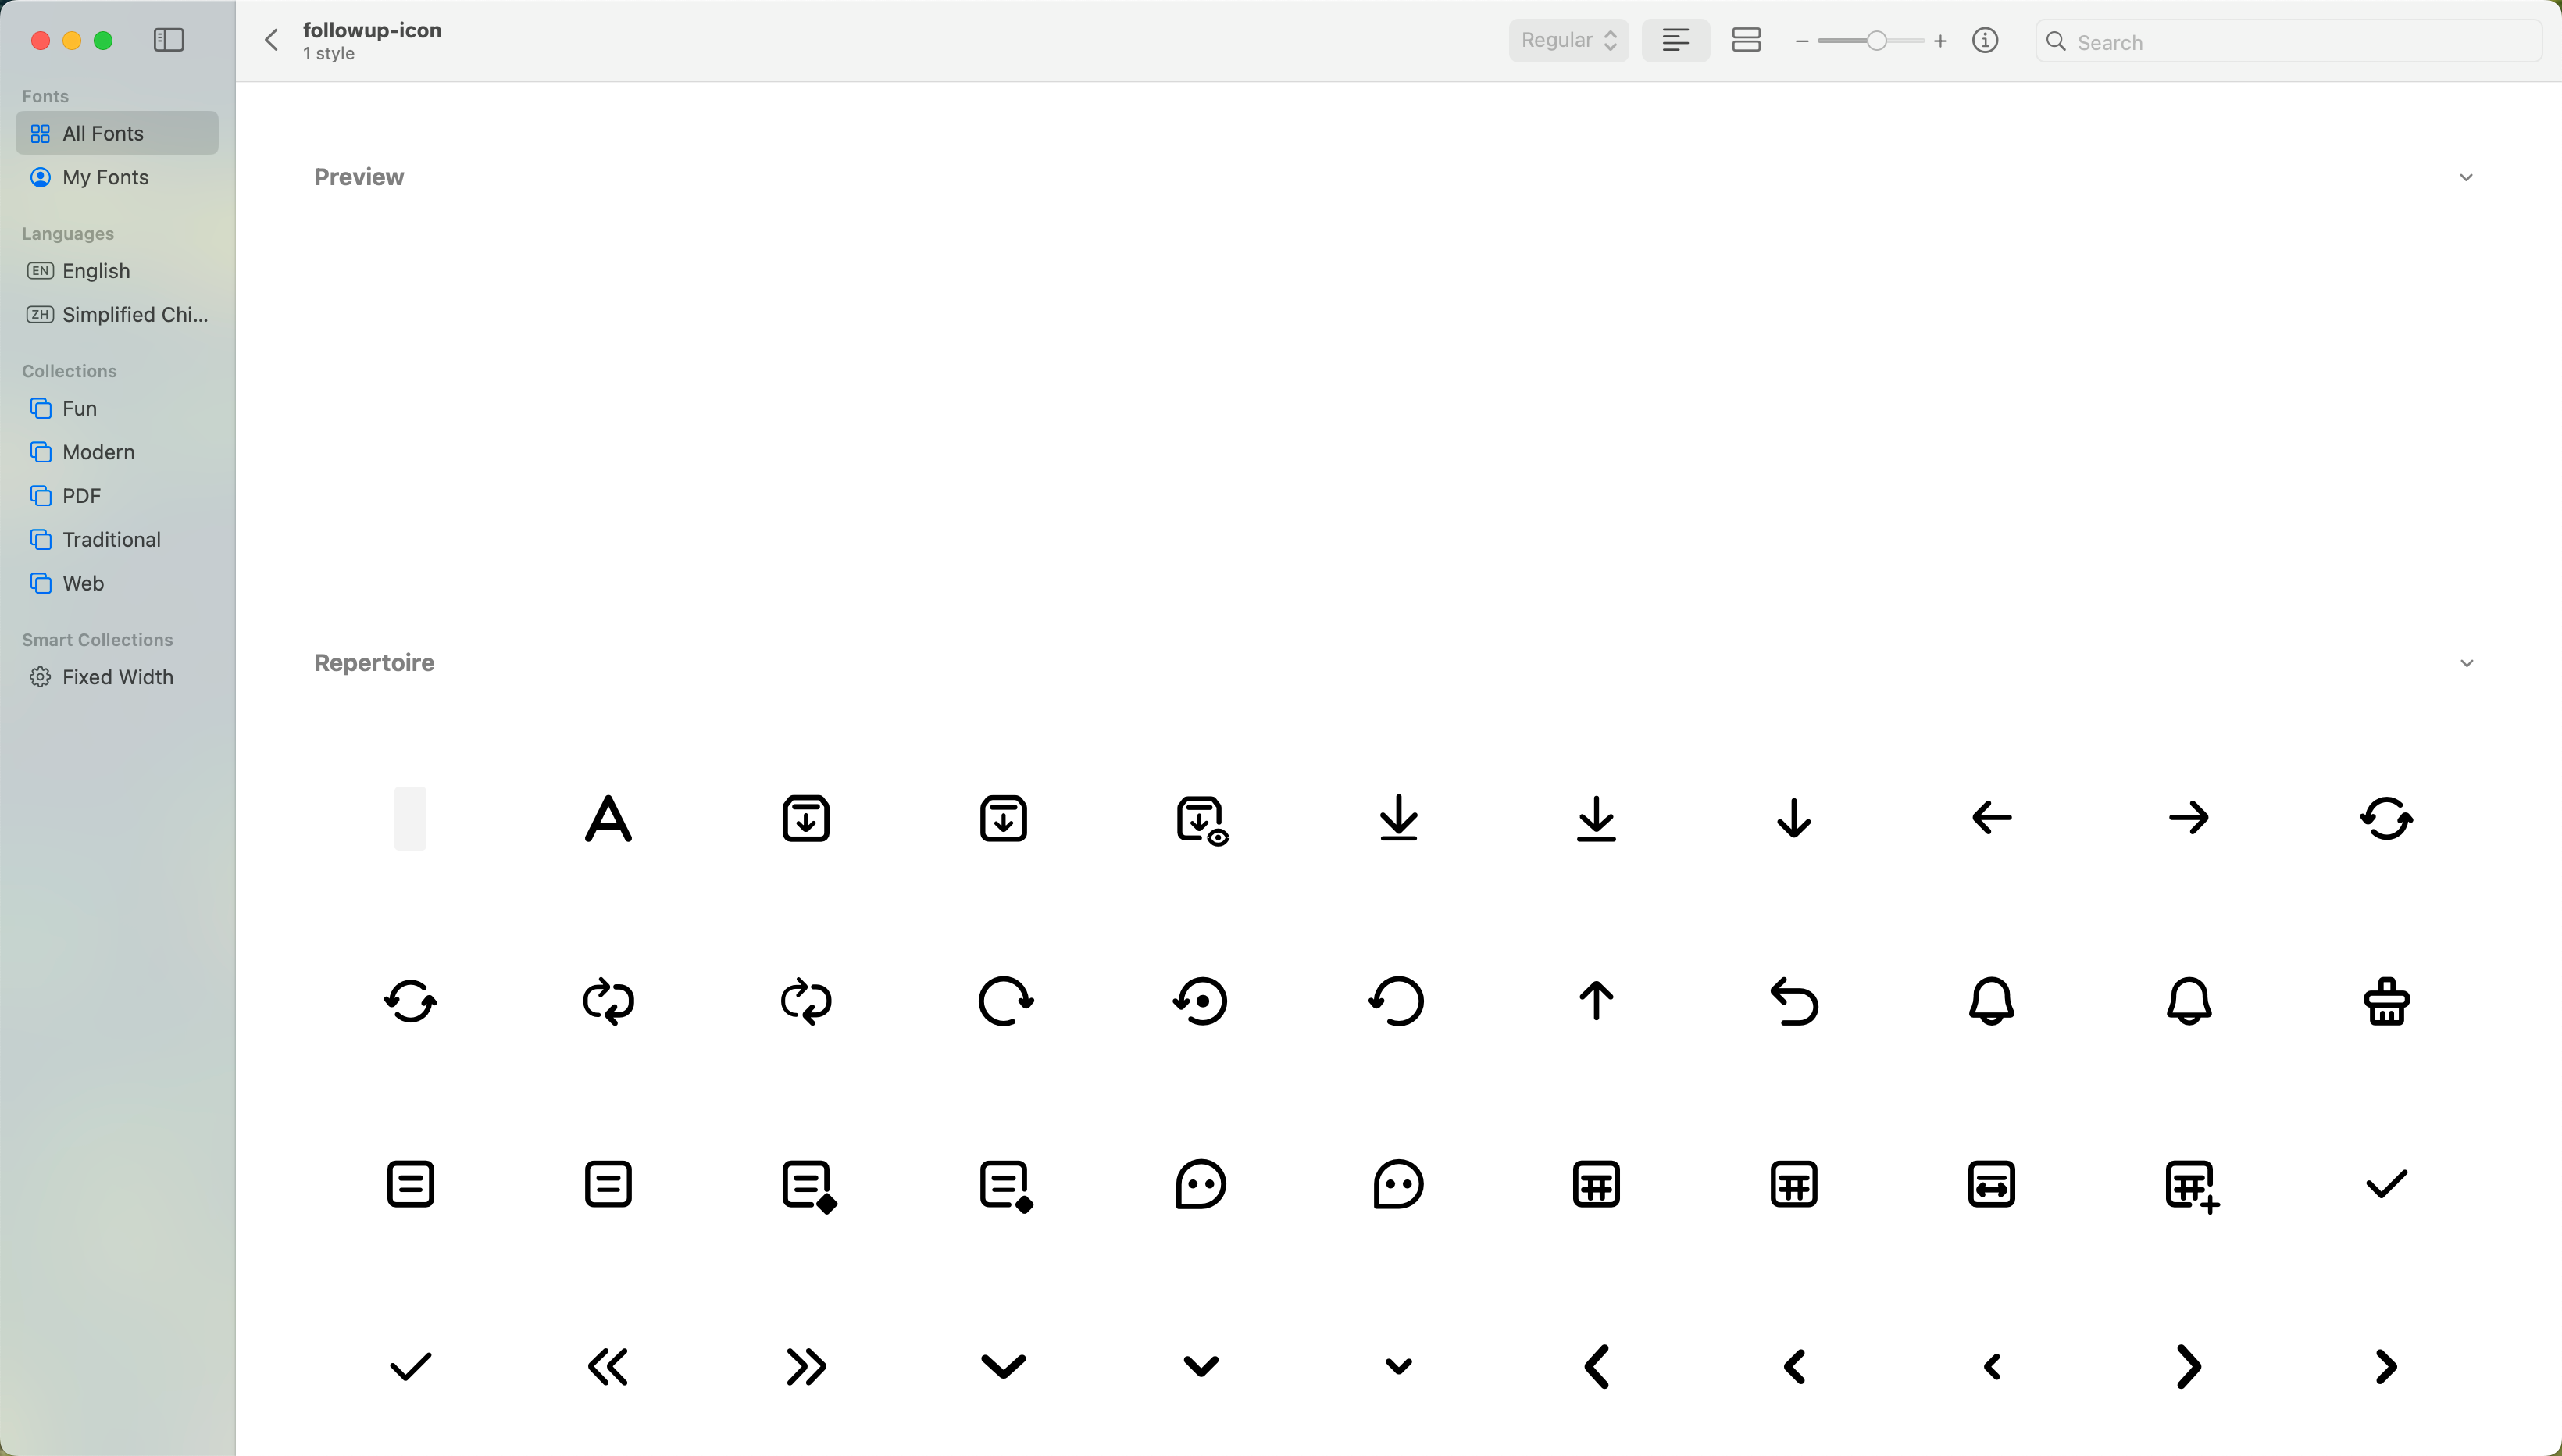 followup-icon
1 style
Regular
Search
Fonts
All Fonts
My Fonts
Languages
EN English
ZH Simplified Chi...
Collections
Fun
Modern
PDF
Traditional
Web
Smart Collections
Fixed Width
Preview
Repertoire